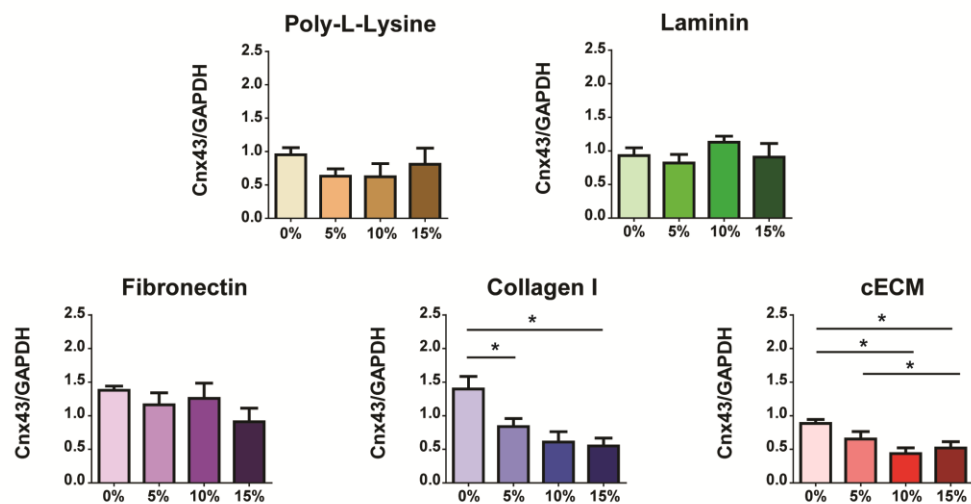 Poly-L-Lysine
Cnx43/GAPDH
2.5
2.0
1.5
1.0
0.5
0.0
0% 5% 10% 15%
Laminin
Cnx43/GAPDH
2.5
2.0
1.5
1.0
0.5
0.0
0% 5% 10% 15%
Fibronectin
Cnx43/GAPDH
2.5
2.0
1.5
1.0
0.5
0.0
0% 5% 10% 15%
Collagen I
Cnx43/GAPDH
2.5
2.0
1.5
1.0
0.5
0.0
*
*
0% 5% 10% 15%
cECM
Cnx43/GAPDH
2.5
2.0
1.5
1.0
0.5
0.0
*
*
*
0% 5% 10% 15%